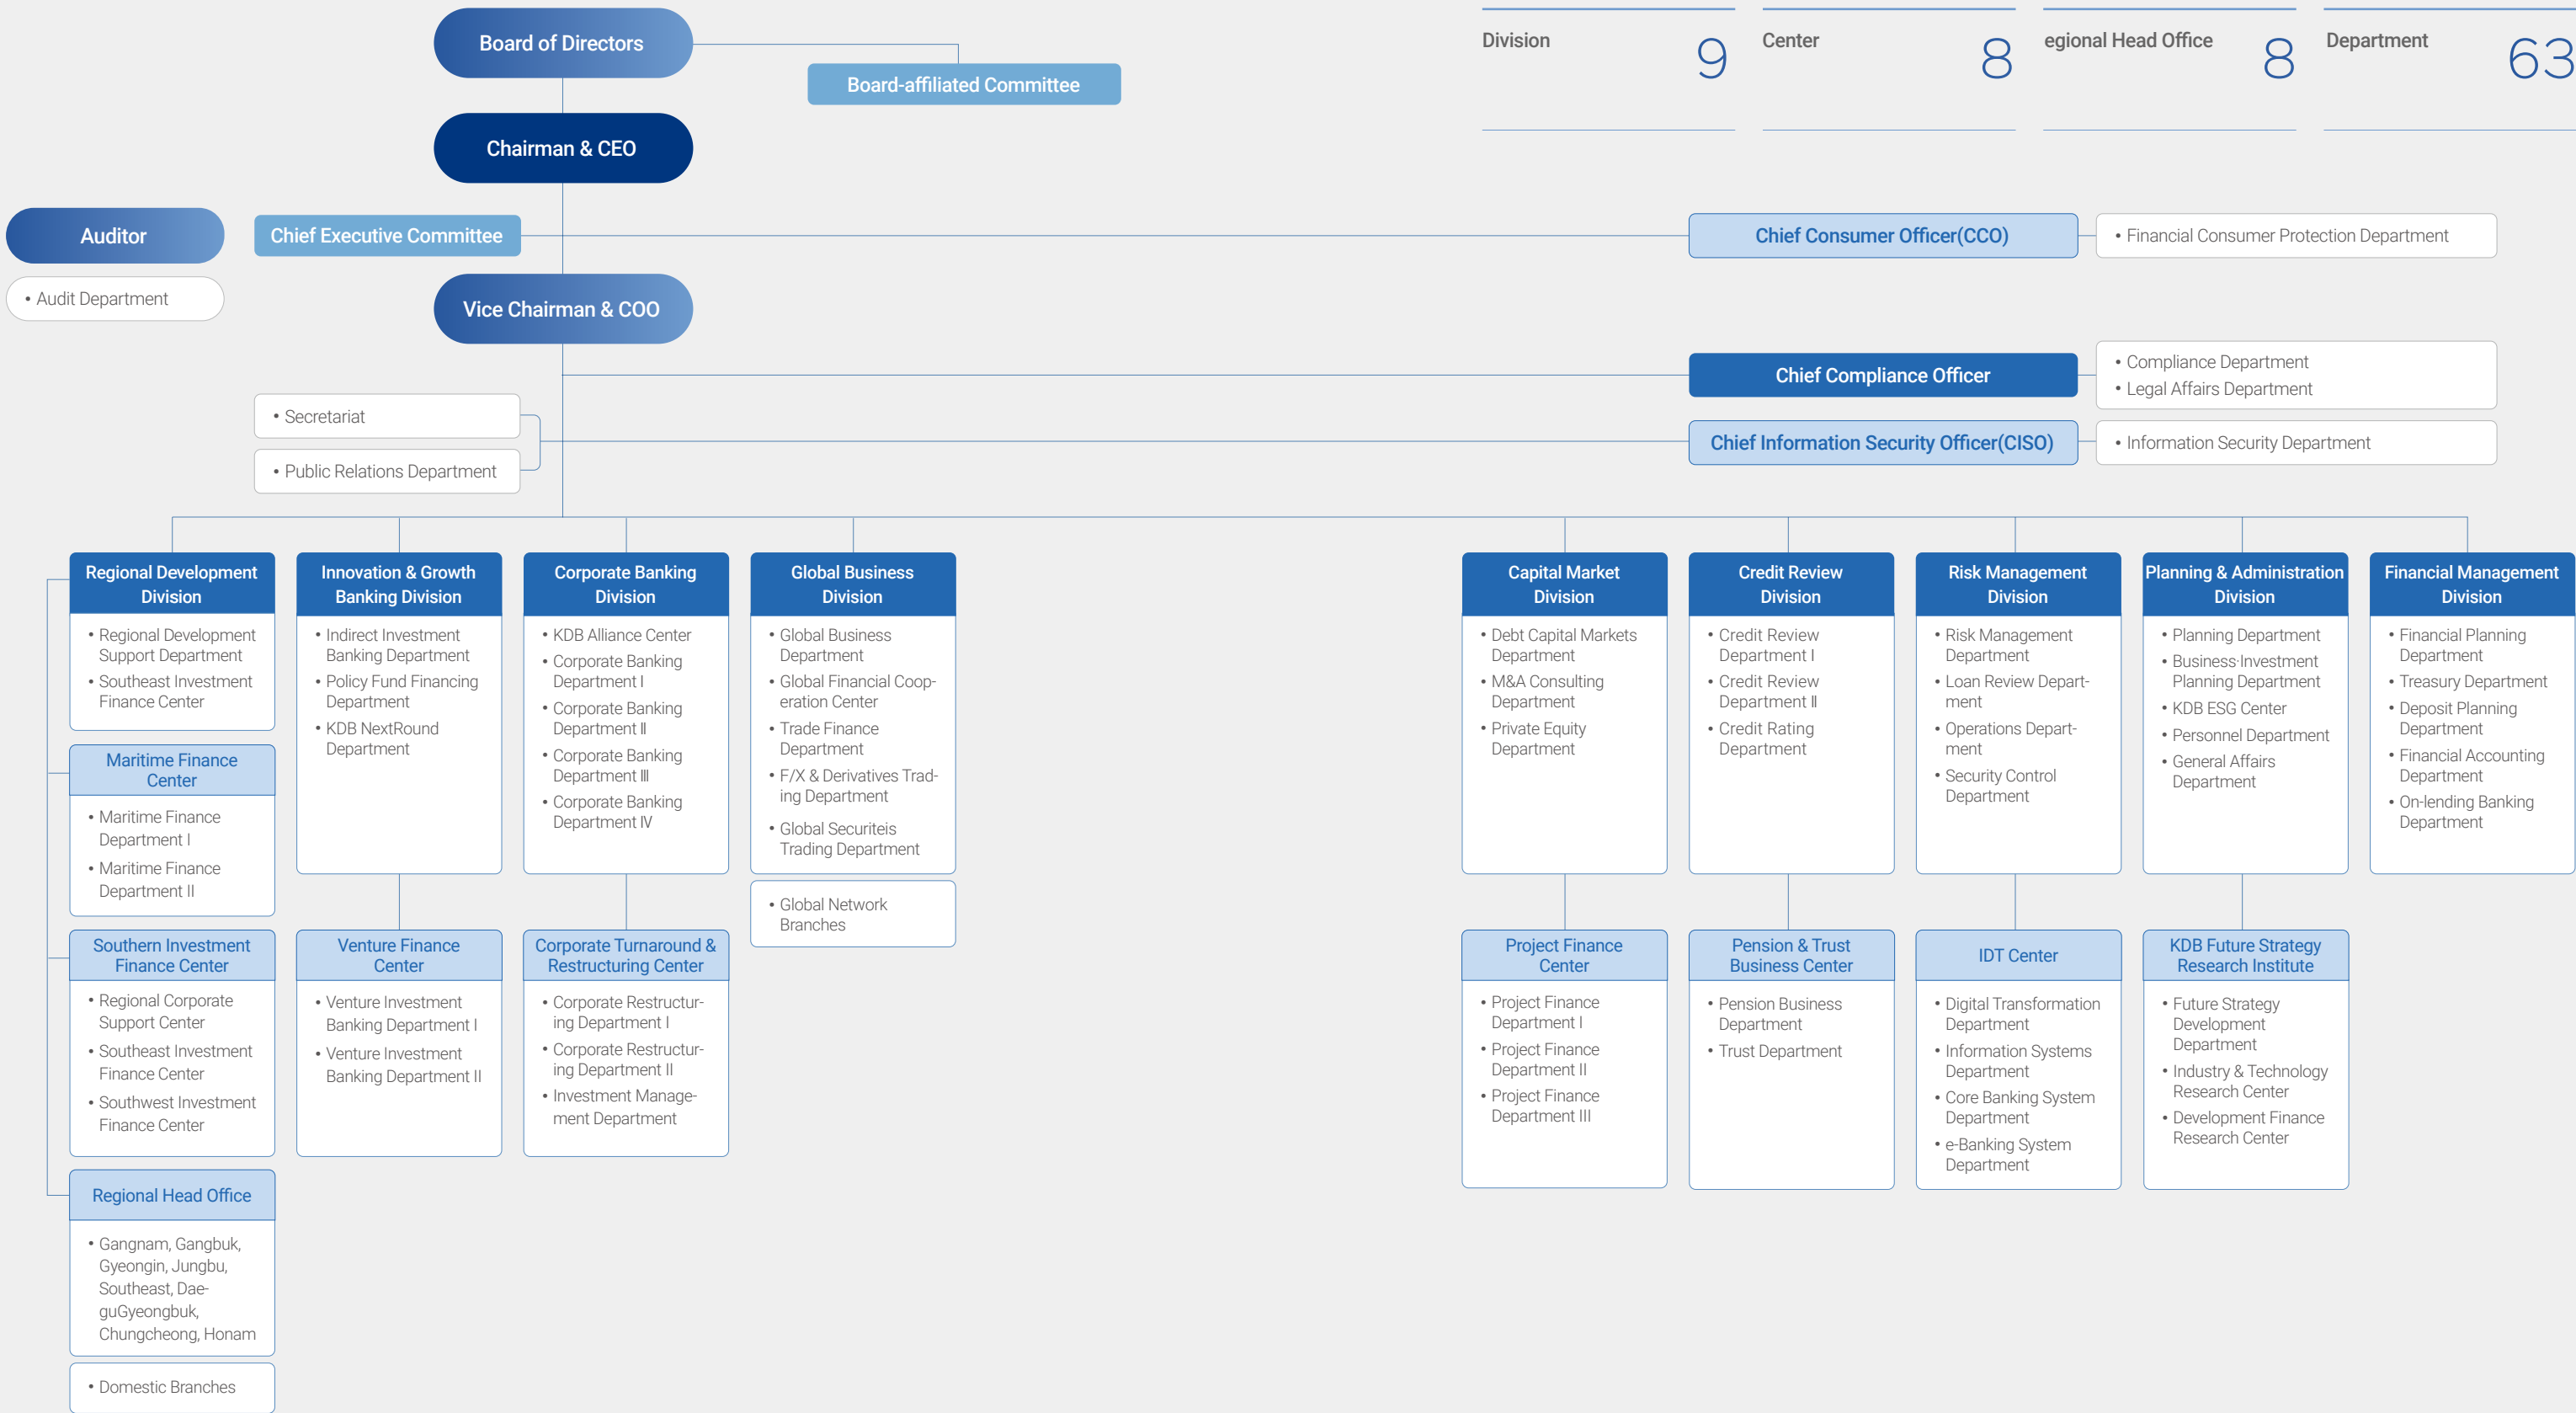 Board of Directors
Board-affiliated Committee
Division
9
Center
8
egional Head Office
8
Department
63
Chairman & CEO
Auditor
• Audit Department
Chief Executive Committee
Chief Consumer Officer(CCO)
• Financial Consumer Protection Department
Vice Chairman & COO
Chief Compliance Officer
• Compliance Department
• Legal Affairs Department
• Secretariat
• Public Relations Department
Chief Information Security Officer(CISO)
• Information Security Department
Regional Development
Division
• Regional Development
Support Department
• Southeast Investment
Finance Center
Maritime Finance
Center
• Maritime Finance
Department I
• Maritime Finance
Department II
Southern Investment
Finance Center
• Regional Corporate
Support Center
• Southeast Investment
Finance Center
• Southwest Investment
Finance Center
Regional Head Office
• Gangnam, Gangbuk,
Gyeongin, Jungbu,
Southeast, Dae-
guGyeongbuk,
Chungcheong, Honam
• Domestic Branches
Innovation & Growth
Banking Division
• Indirect Investment
Banking Department
• Policy Fund Financing
Department
• KDB NextRound
Department
Venture Finance
Center
• Venture Investment
Banking Department I
• Venture Investment
Banking Department II
Corporate Banking
Division
• KDB Alliance Center
• Corporate Banking
Department Ⅰ
• Corporate Banking
Department Ⅱ
• Corporate Banking
Department Ⅲ
• Corporate Banking
Department Ⅳ
Corporate Turnaround &
Restructuring Center
• Corporate Restructur-
ing Department I
• Corporate Restructur-
ing Department II
• Investment Manage-
ment Department
Global Business
Division
• Global Business
Department
• Global Financial Coop-
eration Center
• Trade Finance
Department
• F/X & Derivatives Trad-
ing Department
• Global Securiteis
Trading Department
• Global Network
Branches
Capital Market
Division
• Debt Capital Markets
Department
• M&A Consulting
Department
• Private Equity
Department
Project Finance
Center
• Project Finance
Department I
• Project Finance
Department II
• Project Finance
Department III
Credit Review
Division
• Credit Review
Department Ⅰ
• Credit Review
Department Ⅱ
• Credit Rating
Department
Pension & Trust
Business Center
• Pension Business
Department
• Trust Department
Risk Management
Division
• Risk Management
Department
• Loan Review Depart-
ment
• Operations Depart-
ment
• Security Control
Department
IDT Center
• Digital Transformation
Department
• Information Systems
Department
• Core Banking System
Department
• e-Banking System
Department
Planning & Administration
Division
• Planning Department
• Business·Investment
Planning Department
• KDB ESG Center
• Personnel Department
• General Affairs
Department
KDB Future Strategy
Research Institute
• Future Strategy
Development
Department
• Industry & Technology
Research Center
• Development Finance
Research Center
Financial Management
Division
• Financial Planning
Department
• Treasury Department
• Deposit Planning
Department
• Financial Accounting
Department
• On-lending Banking
Department